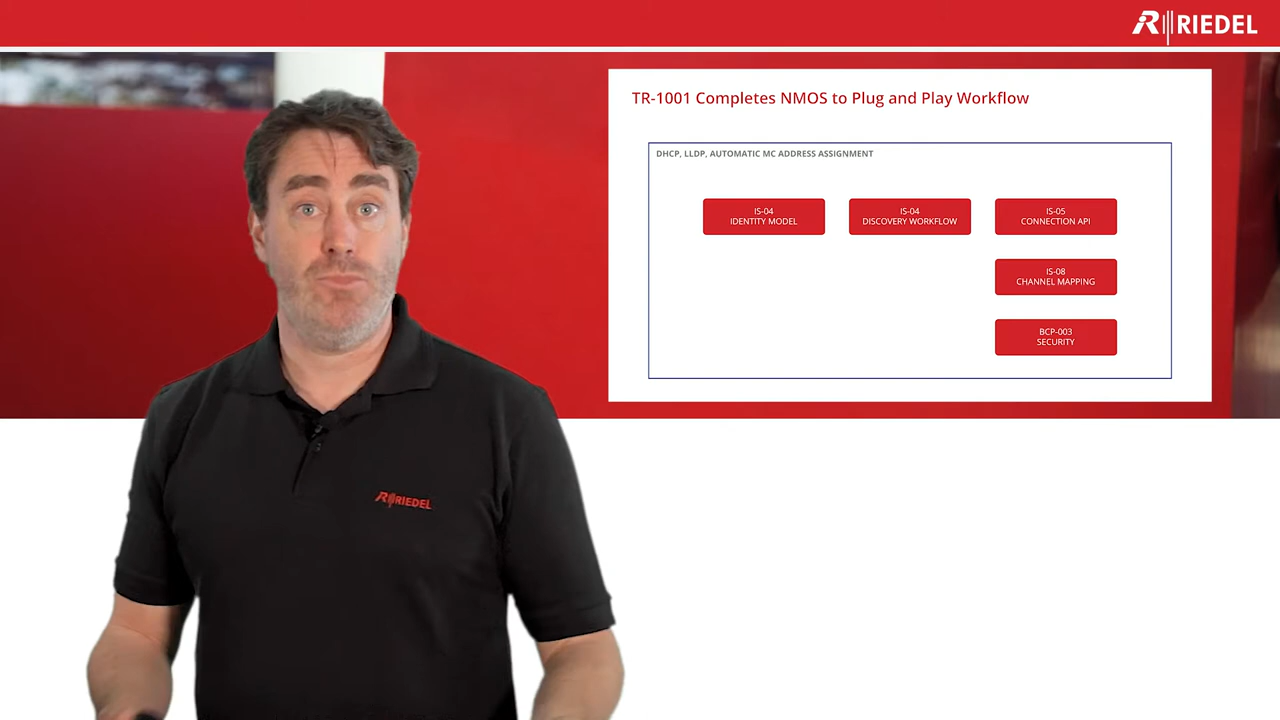 RIEDEL
TR-1001 Completes NMOS to Plug and Play Workflow
DHCP, LLDP, AUTOMATIC MC ADDRESS ASSIGNMENT
IS-04
IDENTITY MODEL
IS-04
DISCOVERY WORKFLOW
IS-05
CONNECTION API
IS-08
CHANNEL MAPPING
BCP-003
SECURITY
RIEDEL